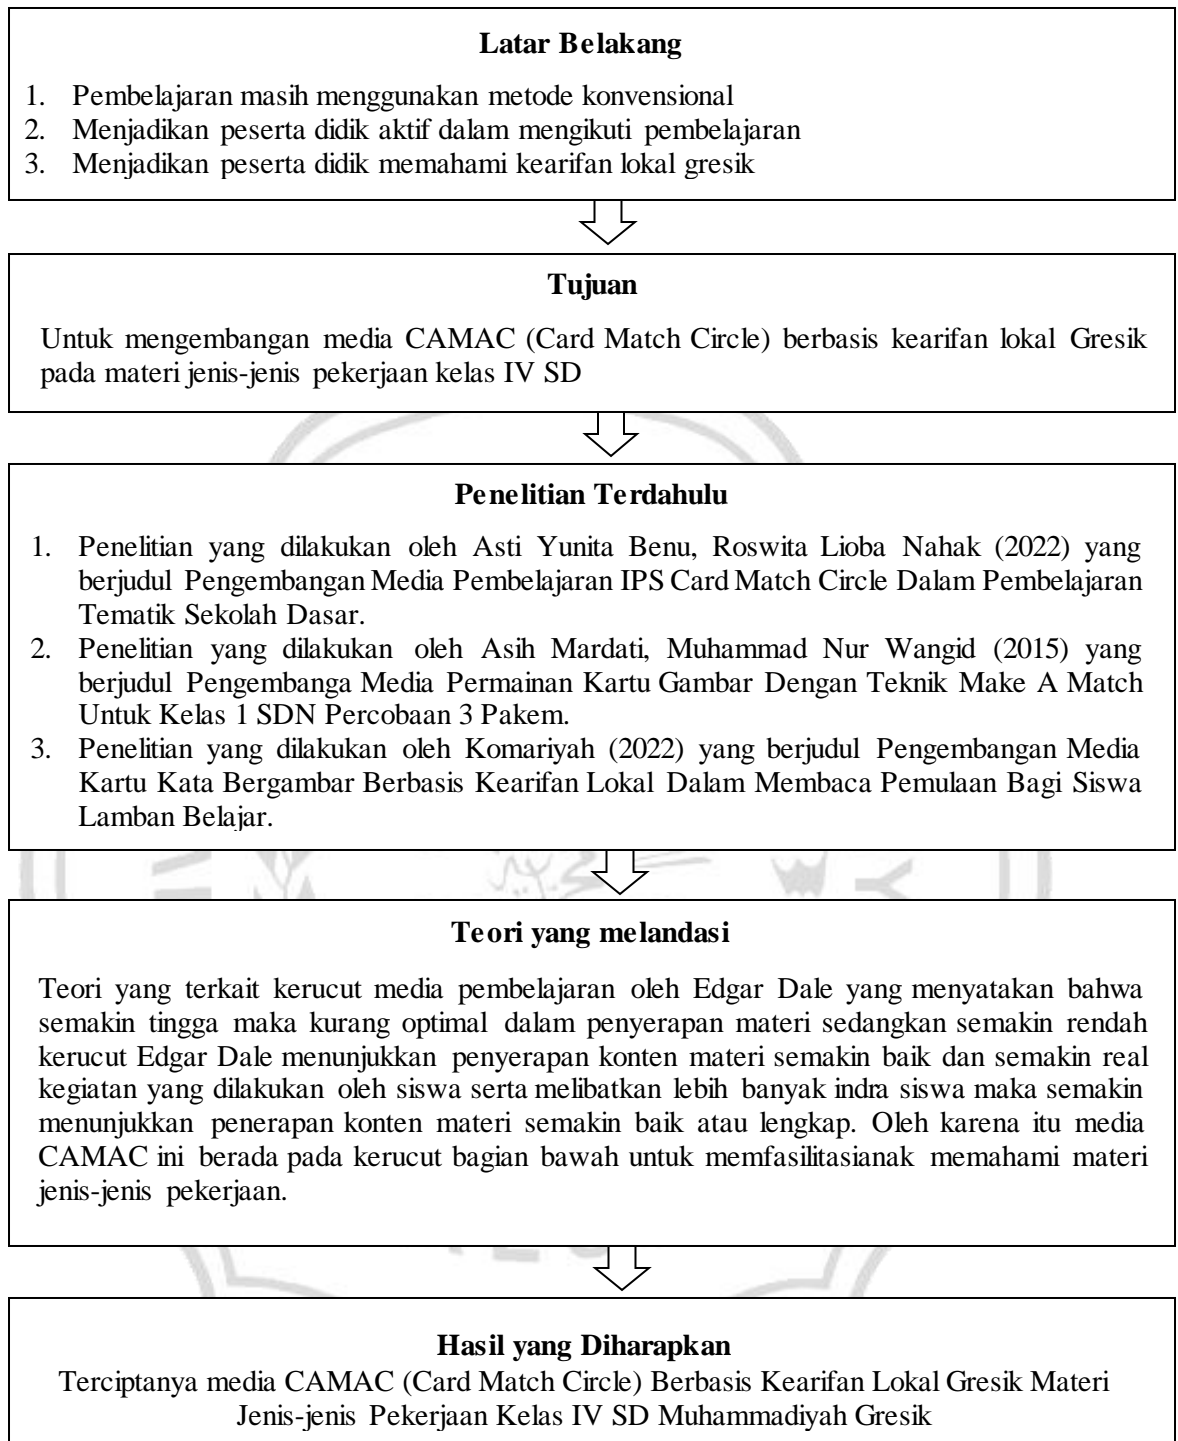 Latar Belakang
1. Pembelajaran masih menggunakan metode konvensional
2. Menjadikan peserta didik aktif dalam mengikuti pembelajaran
3. Menjadikan peserta didik memahami kearifan lokal gresik
Tujuan
Untuk mengembangan media CAMAC (Card Match Circle) berbasis kearifan lokal Gresik
pada materi jenis-jenis pekerjaan kelas IV SD
Penelitian Terdahulu
1. Penelitian yang dilakukan oleh Asti Yunita Benu, Roswita Lioba Nahak (2022) yang
berjudul Pengembangan Media Pembelajaran IPS Card Match Circle Dalam Pembelajaran
Tematik Sekolah Dasar.
2. Penelitian yang dilakukan oleh Asih Mardati, Muhammad Nur Wangid (2015) yang
berjudul Pengembanga Media Permainan Kartu Gambar Dengan Teknik Make A Match
Untuk Kelas 1 SDN Percobaan 3 Pakem.
3. Penelitian yang dilakukan oleh Komariyah (2022) yang berjudul Pengembangan Media
Kartu Kata Bergambar Berbasis Kearifan Lokal Dalam Membaca Pemulaan Bagi Siswa
Lamban Belajar.
Teori yang melandasi
Teori yang terkait kerucut media pembelajaran oleh Edgar Dale yang menyatakan bahwa
semakin tingga maka kurang optimal dalam penyerapan materi sedangkan semakin rendah
kerucut Edgar Dale menunjukkan penyerapan konten materi semakin baik dan semakin real
kegiatan yang dilakukan oleh siswa serta melibatkan lebih banyak indra siswa maka semakin
menunjukkan penerapan konten materi semakin baik atau lengkap. Oleh karena itu media
CAMAC ini berada pada kerucut bagian bawah untuk memfasilitasianak memahami materi
jenis-jenis pekerjaan.
Hasil yang Diharapkan
Terciptanya media CAMAC (Card Match Circle) Berbasis Kearifan Lokal Gresik Materi
Jenis-jenis Pekerjaan Kelas IV SD Muhammadiyah Gresik